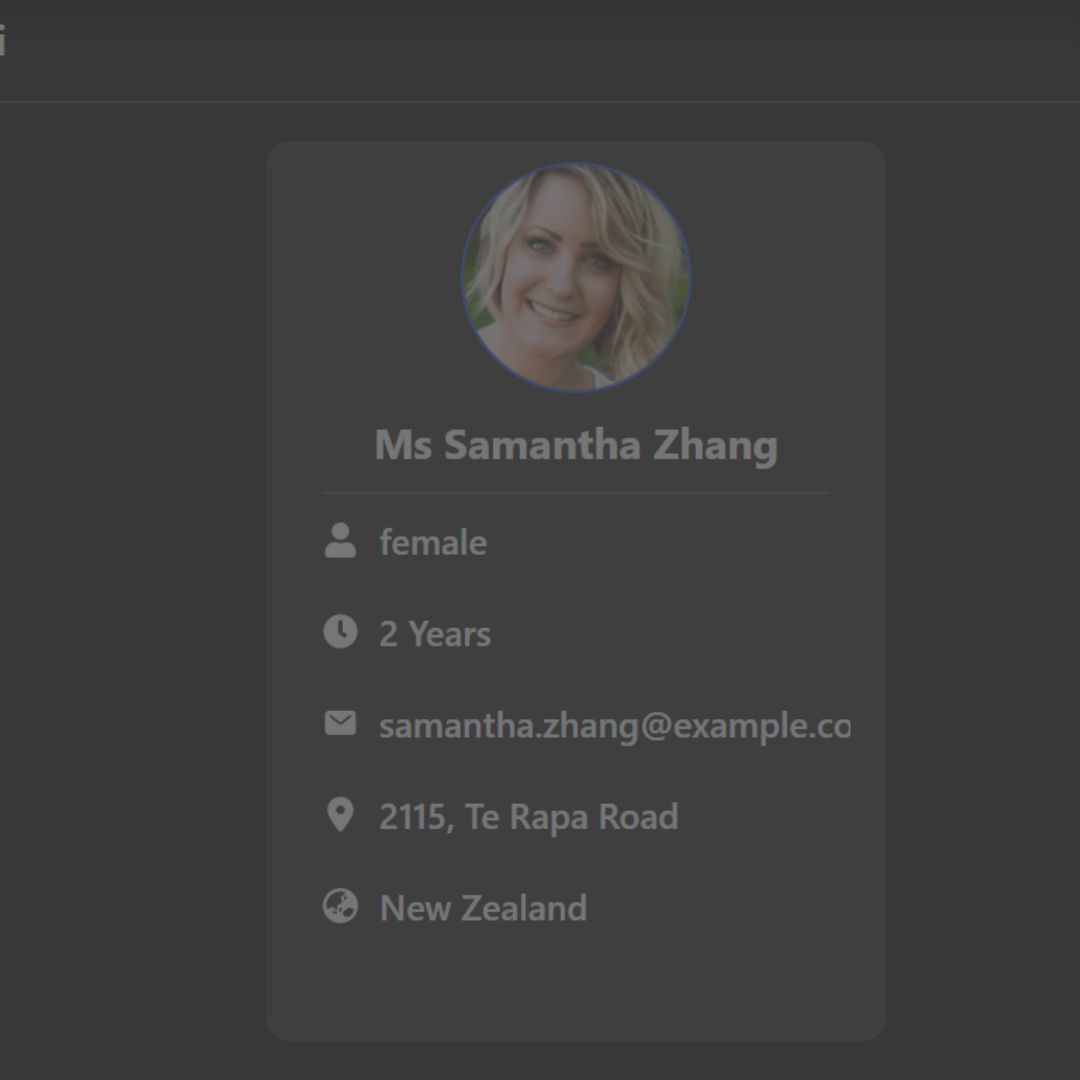 i
Ms Samantha Zhang
female
2 Years
samantha.zhang@example.co
2115, Te Rapa Road
New Zealand